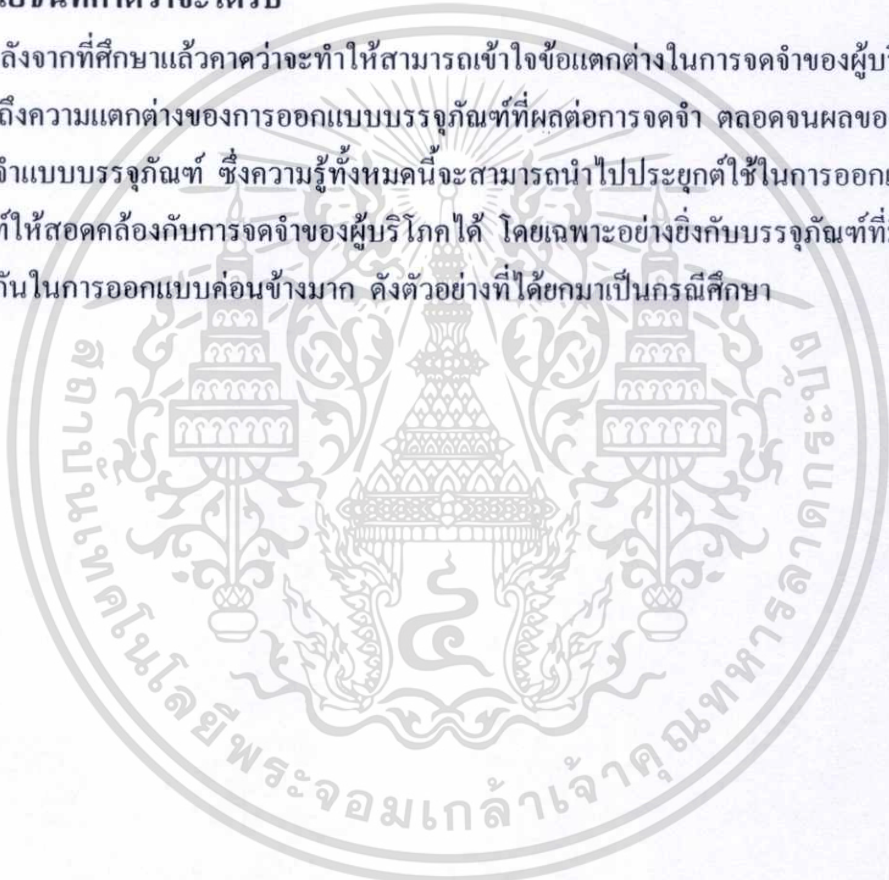 ลังจากที่ศึกษาแล้วคาดว่าจะทำให้สามารถเข้าใจข้อแตกต่างในการจดจำของผู้บริ
ถึงความแตกต่างของการออกแบบบรรจุภัณฑ์ที่ผลต่อการจดจำ ตลอดจนผลขอ
จำแบบบรรจุภัณฑ์ ซึ่งความรู้ทั้งหมดนี้จะสามารถนำไปประยุกต์ใช้ในการออกแ
ท์ให้สอดคล้องกับการจดจำของผู้บริโภคได้ โดยเฉพาะอย่างยิ่งกับบรรจุภัณฑ์ที่
กันในการออกแบบค่อนข้างมาก ดังตัวอย่างที่ได้ยกมาเป็นกรณีศึกษา
สถาบันเทคโนโลยีพระจอมเกล้าเจ้าคุณทหารลาดกระบัง